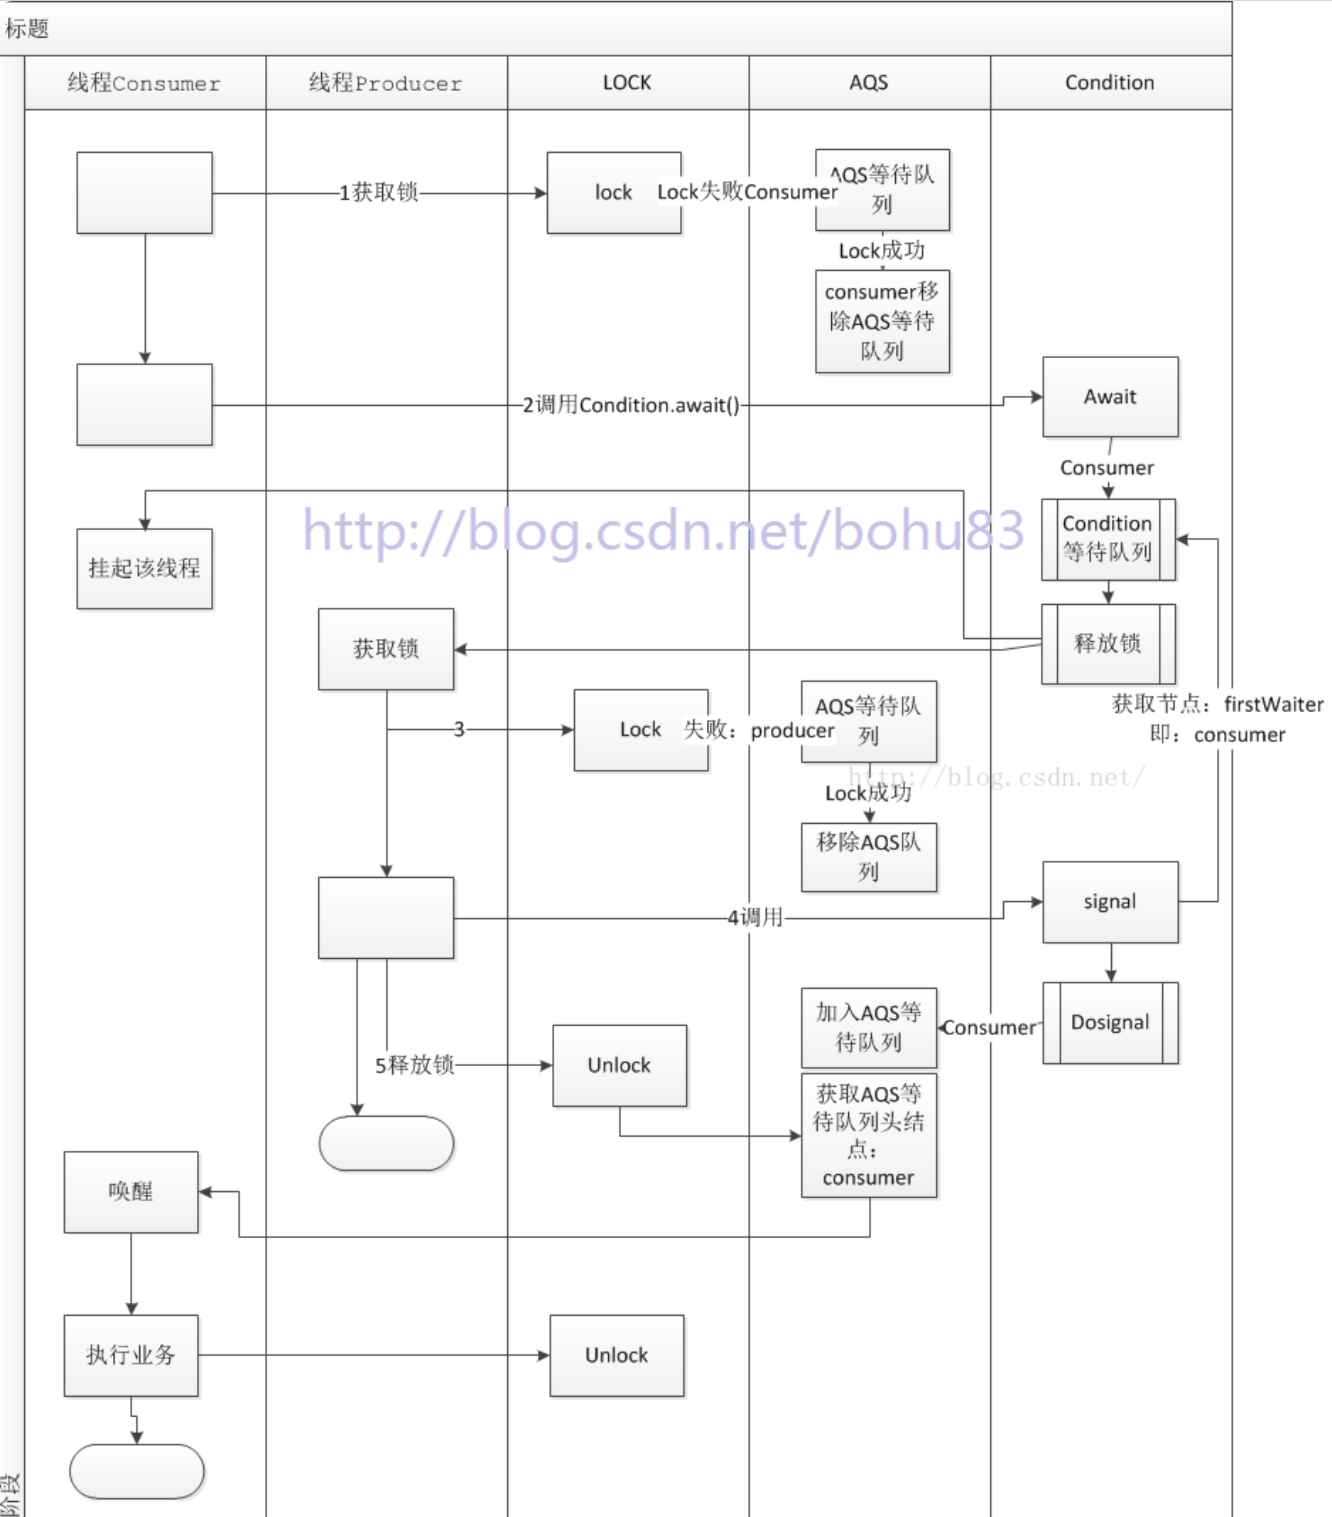 标题
线程Consumer
线程Producer
LOCK
AQS
Condition
1获取锁
lock
Lock失败Consumer
AQS等待队
列
Lock成功
consumer移
除AQS等待
队列
2调用Condition.await()
Await
Consumer
Condition
等待队列
http://blog.csdn.net/bohu83
挂起该线程
获取锁
释放锁
获取节点：firstWaiter
即：consumer
3
Lock
失败：producer
AQS等待队
列
http://blog.csdn.net/
Lock成功
移除AQS队
列
4调用
signal
加入AQS等
待队列
Consumer
Dosignal
5释放锁
Unlock
获取AQS等
待队列头结
点：
consumer
唤醒
执行业务
Unlock
阶段